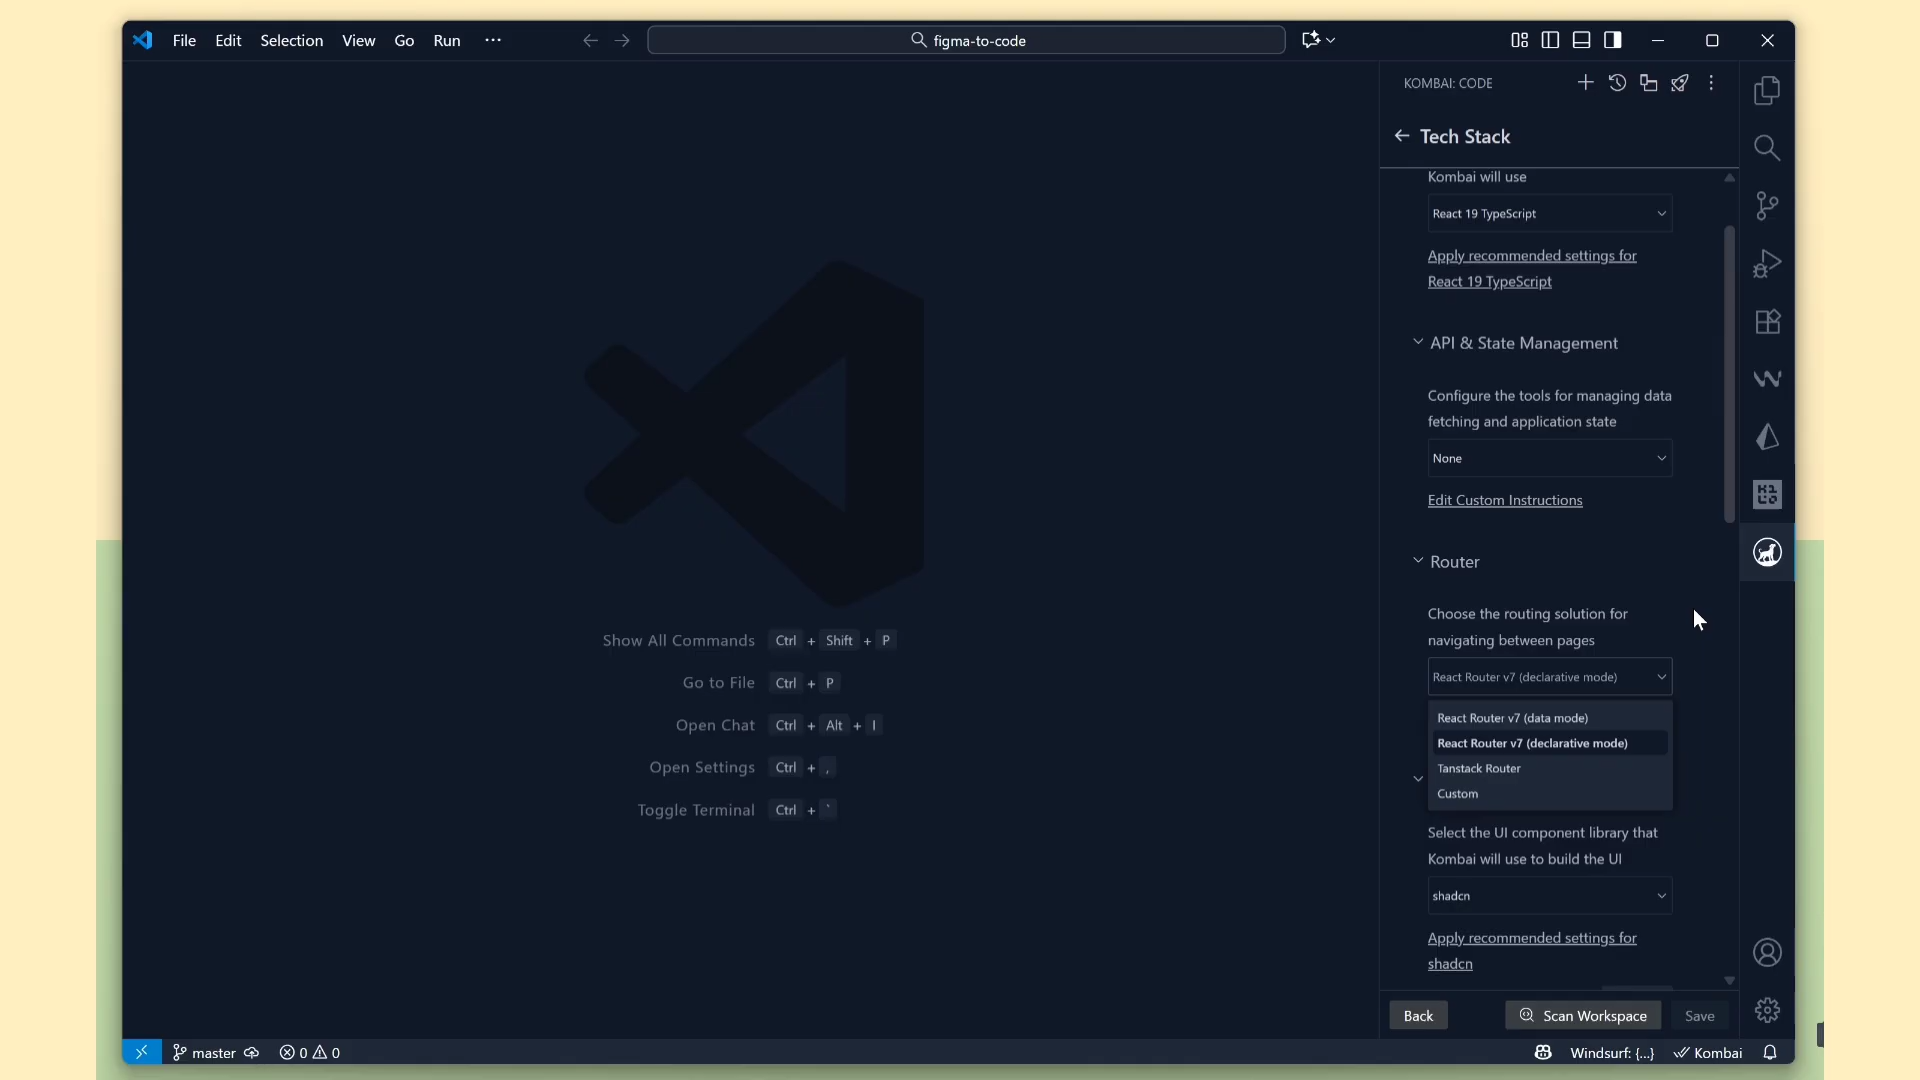 File Edit Selection View Go Run ···
figma-to-code
KOMBAI: CODE
Tech Stack
Kombai will use
React 19 TypeScript
Apply recommended settings for
React 19 TypeScript
API & State Management
Configure the tools for managing data
fetching and application state
None
Edit Custom Instructions
Router
Choose the routing solution for
navigating between pages
React Router v7 (declarative mode)
React Router v7 (data mode)
React Router v7 (declarative mode)
Tanstack Router
Custom
Select the UI component library that
Kombai will use to build the UI
shadcn
Apply recommended settings for
shadcn
Back Scan Workspace Save
Show All Commands Ctrl + Shift + P
Go to File Ctrl + P
Open Chat Ctrl + Alt + I
Open Settings Ctrl + ,
Toggle Terminal Ctrl + `
master 0 0 Windsurf: {...} Kombai